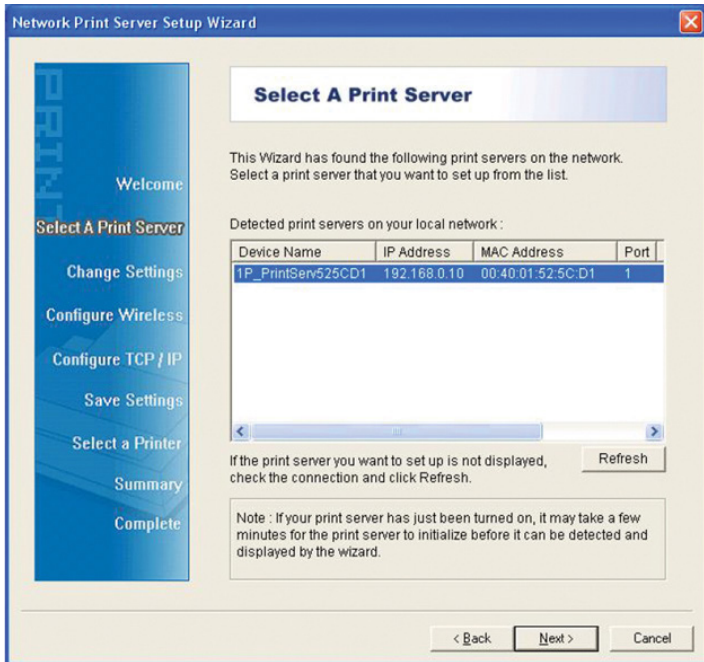 Network Print Server Setup Wizard
PRINT
Welcome
Select A Print Server
Change Settings
Configure Wireless
Configure TCP / IP
Save Settings
Select a Printer
Summary
Complete
Select A Print Server
This Wizard has found the following print servers on the network.
Select a print server that you want to set up from the list.
Detected print servers on your local network :
Device Name IP Address MAC Address Port
1P_PrintServ525CD1 192.168.0.10 00:40:01:52:5C:D1 1
If the print server you want to set up is not displayed,
check the connection and click Refresh.
Refresh
Note : If your print server has just been turned on, it may take a few
minutes for the print server to initialize before it can be detected and
displayed by the wizard.
< Back Next > Cancel